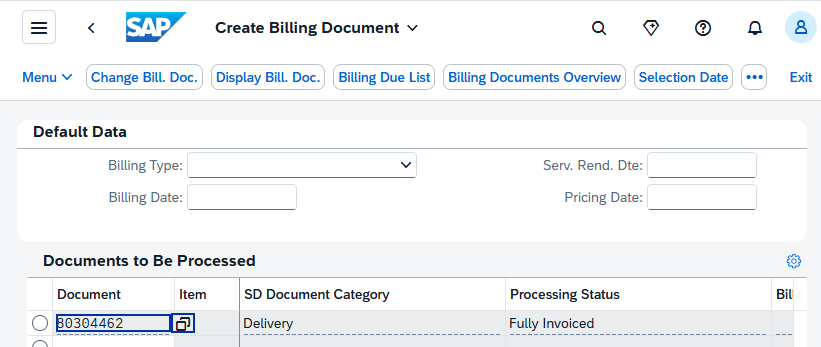 SAP Create Billing Document
Menu Change Bill. Doc. Display Bill. Doc. Billing Due List Billing Documents Overview Selection Date ••• Exit
Default Data
Billing Type: Serv. Rend. Dte:
Billing Date: Pricing Date:
Documents to Be Processed
Document Item SD Document Category Processing Status Bil
80304462 Delivery Fully Invoiced